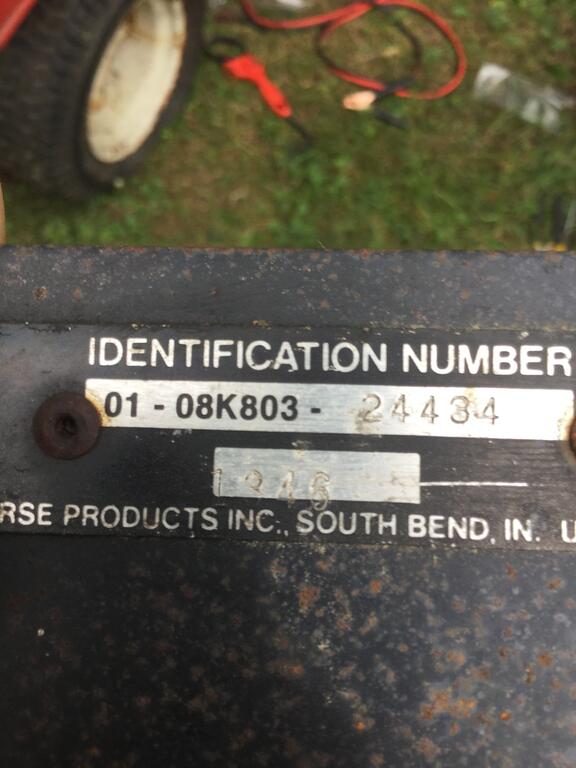 IDENTIFICATION NUMBER
01 - 08K803 - 24434
RSE PRODUCTS INC., SOUTH BEND, IN. U